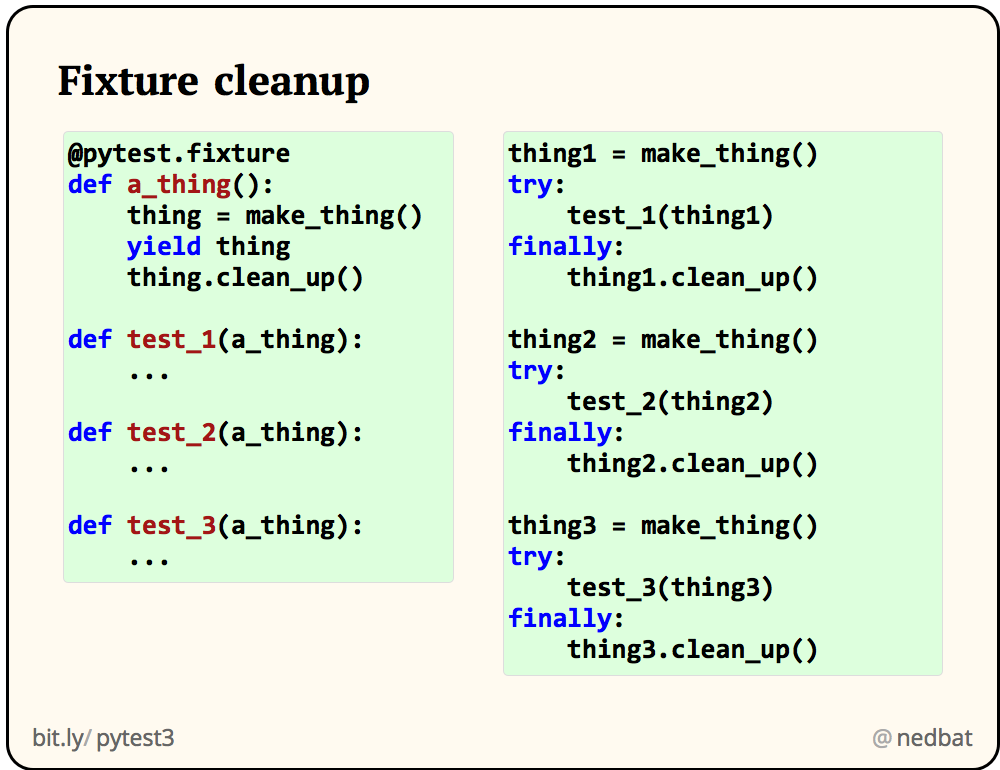 Fixture cleanup
@pytest.fixture
def a_thing():
    thing = make_thing()
    yield thing
    thing.clean_up()

def test_1(a_thing):
    ...

def test_2(a_thing):
    ...

def test_3(a_thing):
    ...
thing1 = make_thing()
try:
    test_1(thing1)
finally:
    thing1.clean_up()

thing2 = make_thing()
try:
    test_2(thing2)
finally:
    thing2.clean_up()

thing3 = make_thing()
try:
    test_3(thing3)
finally:
    thing3.clean_up()
bit.ly/pytest3
@nedbat